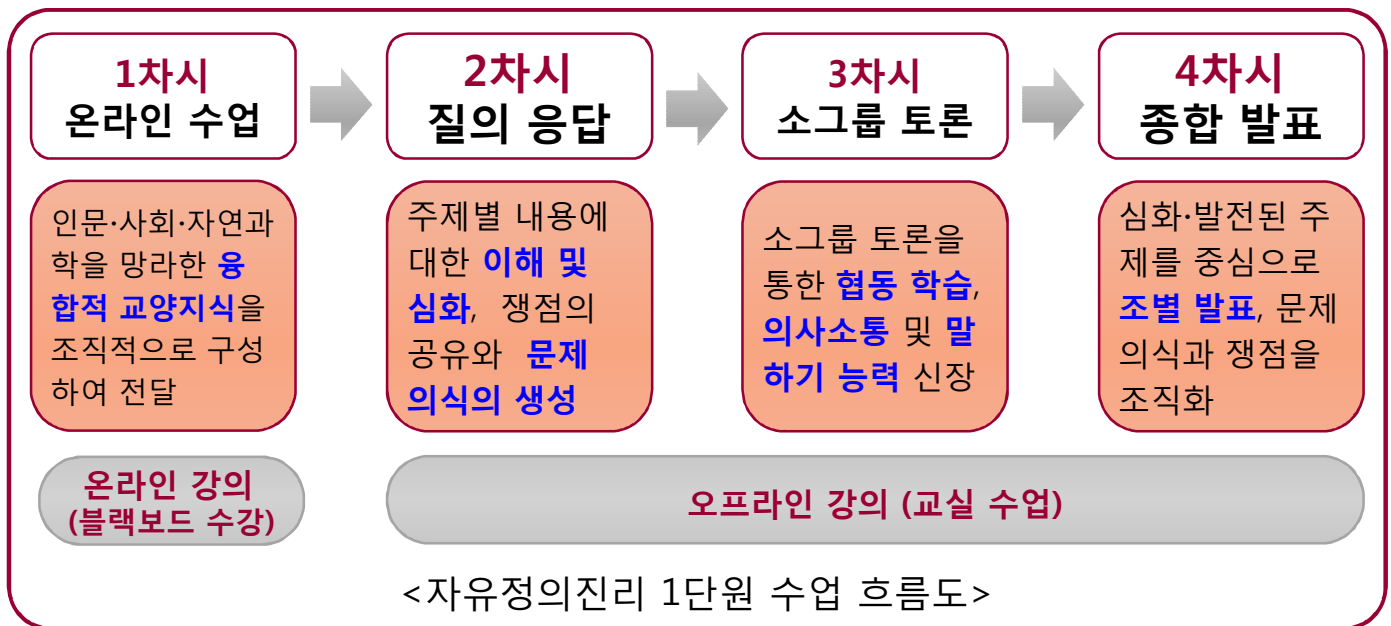 1차시
온라인 수업
2차시
질의 응답
3차시
소그룹 토론
4차시
종합 발표
인문·사회·자연과
학을 망라한 융
합적 교양지식을
조직적으로 구성
하여 전달
주제별 내용에
대한 이해 및
심화, 쟁점의
공유와 문제
의식의 생성
소그룹 토론을
통한 협동 학습,
의사소통 및 말
하기 능력 신장
심화·발전된 주
제를 중심으로
조별 발표, 문제
의식과 쟁점을
조직화
온라인 강의
(블랙보드 수강)
오프라인 강의 (교실 수업)
<자유정의진리 1단원 수업 흐름도>